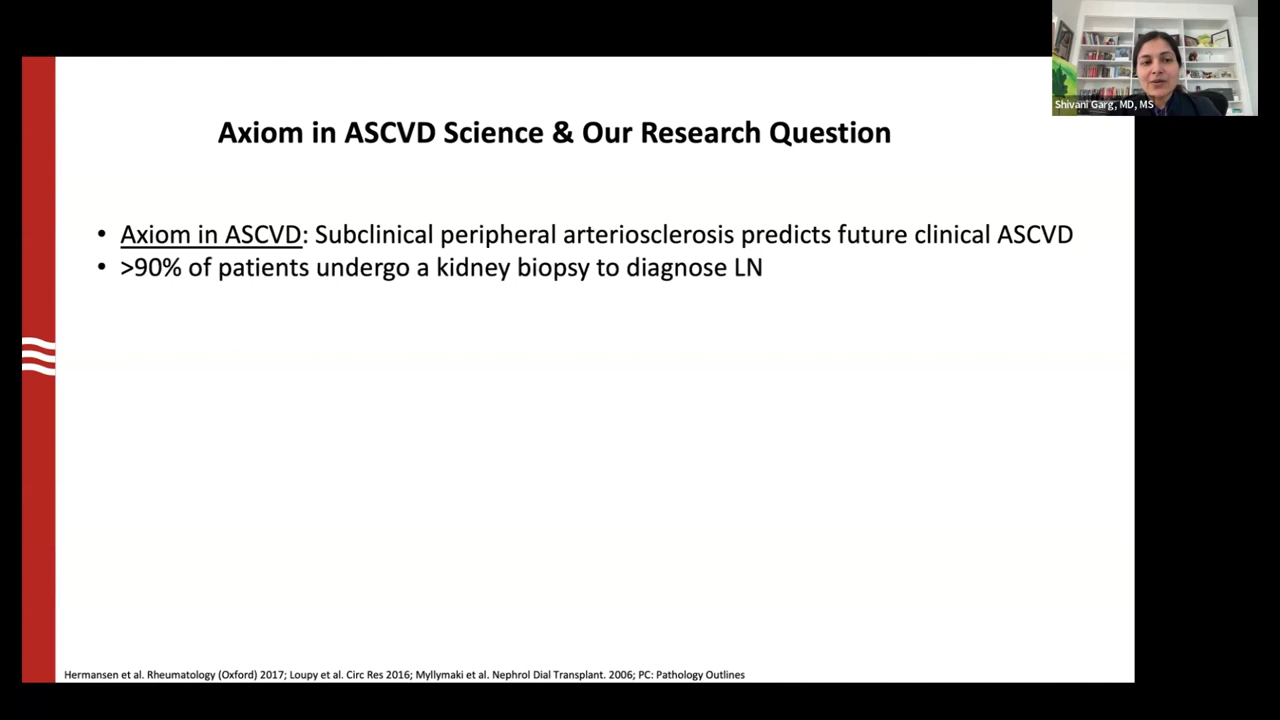 Shivani Garg, MD, MS
Axiom in ASCVD Science & Our Research Question
• Axiom in ASCVD: Subclinical peripheral arteriosclerosis predicts future clinical ASCVD
• >90% of patients undergo a kidney biopsy to diagnose LN
Hermansen et al. Rheumatology (Oxford) 2017; Loupy et al. Circ Res 2016; Myllymaki et al. Nephrol Dial Transplant. 2006; PC: Pathology Outlines